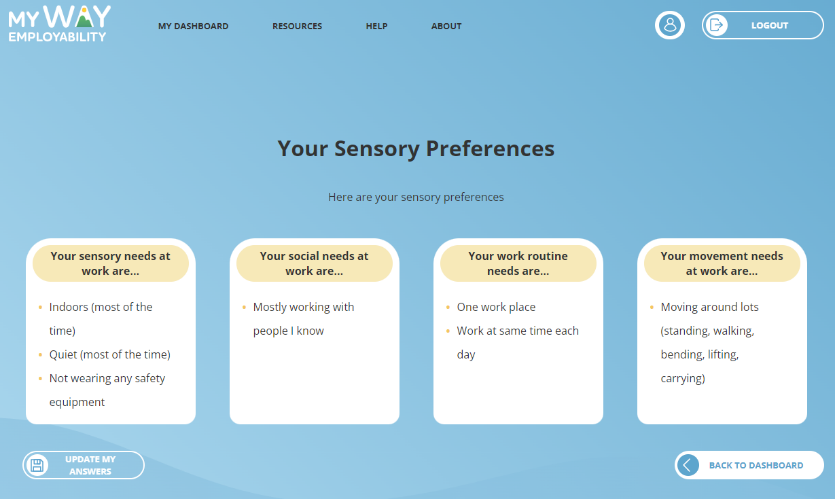 MY WAY
EMPLOYABILITY
MY DASHBOARD
RESOURCES
HELP
ABOUT
LOGOUT
Your Sensory Preferences
Here are your sensory preferences
Your sensory needs at
work are...
Indoors (most of the
time)
Quiet (most of the time)
Not wearing any safety
equipment
Your social needs at
work are...
Mostly working with
people I know
Your work routine
needs are...
One work place
Work at same time each
day
Your movement needs
at work are...
Moving around lots
(standing, walking,
bending, lifting,
carrying)
UPDATE MY
ANSWERS
BACK TO DASHBOARD